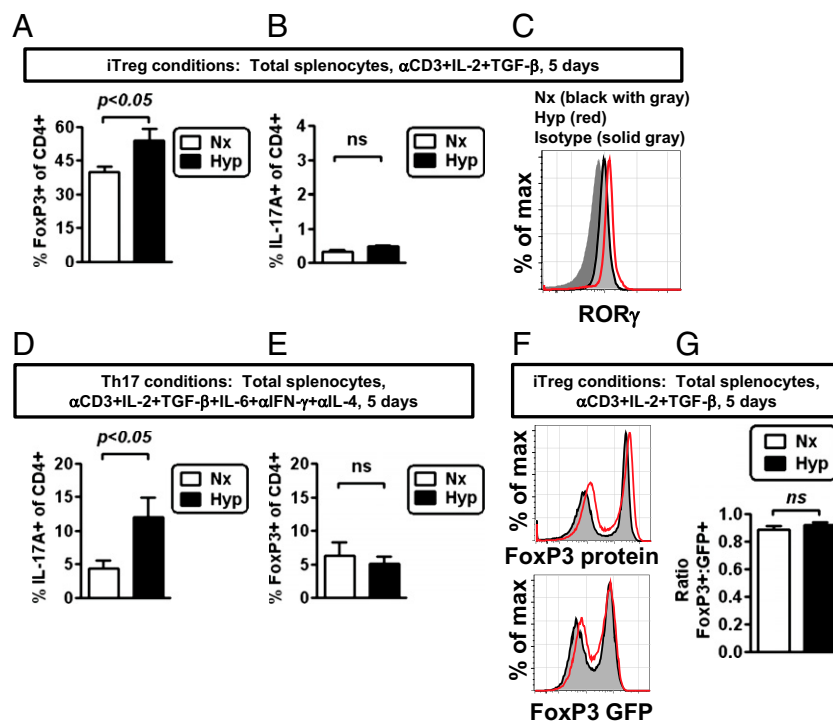 A
B
C
iTreg conditions: Total splenocytes, αCD3+IL-2+TGF-β, 5 days
p<0.05
% FoxP3+ of CD4+
60
45
30
15
0
Nx
Hyp
ns
% IL-17A+ of CD4+
4
3
2
1
0
Nx
Hyp
Nx (black with gray)
Hyp (red)
Isotype (solid gray)
% of max
RORγ
D
E
Th17 conditions: Total splenocytes,
αCD3+IL-2+TGF-β+IL-6+αIFN-γ+αIL-4, 5 days
p<0.05
% IL-17A+ of CD4+
20
15
10
5
0
Nx
Hyp
ns
% FoxP3+ of CD4+
20
15
10
5
0
Nx
Hyp
F
G
iTreg conditions: Total splenocytes,
αCD3+IL-2+TGF-β, 5 days
% of max
FoxP3 protein
% of max
FoxP3 GFP
Nx
Hyp
ns
Ratio
FoxP3+:GFP+
1.0
0.8
0.6
0.4
0.2
0.0